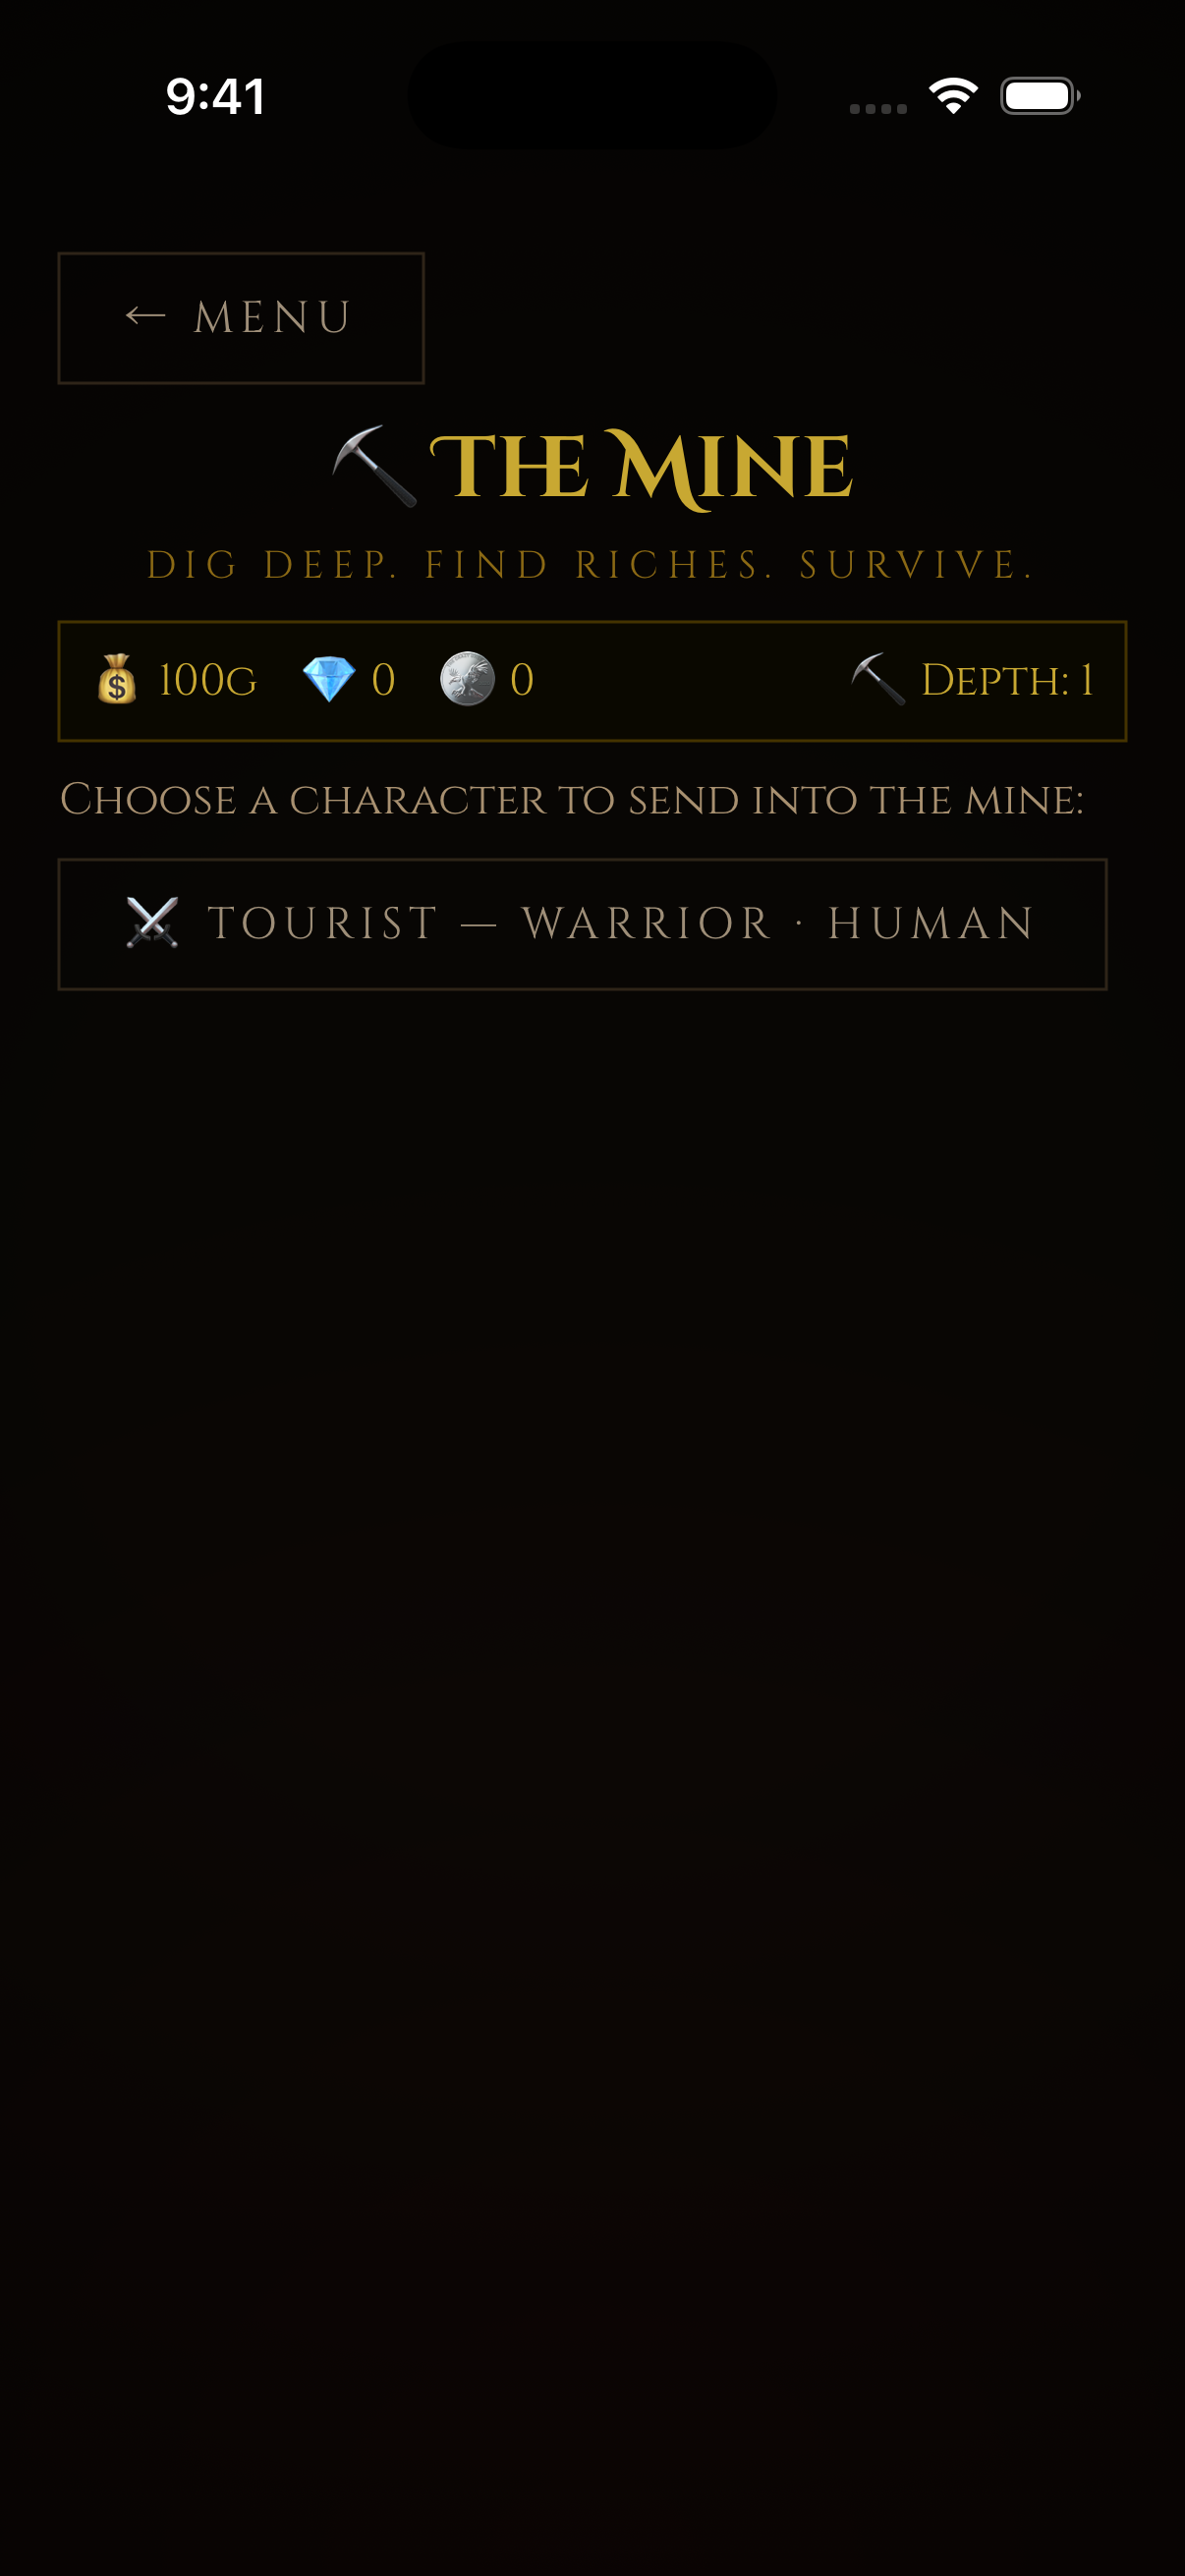 9:41
← MENU
THE MINE
DIG DEEP. FIND RICHES. SURVIVE.
100G 0 0 DEPTH: 1
CHOOSE A CHARACTER TO SEND INTO THE MINE:
TOURIST — WARRIOR · HUMAN